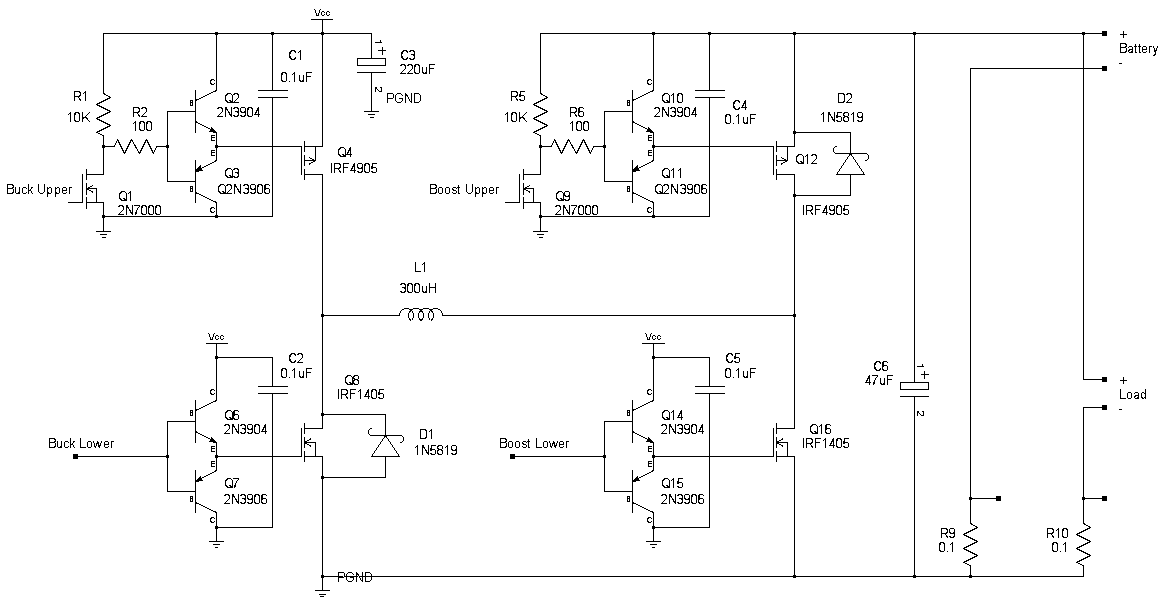 Vcc
1 +
C3
220uF
2
PGND
C1
0.1uF
R1
10K
R2
100
C
B
Q2
2N3904
E
E
B
Q3
Q2N3906
C
Q4
IRF4905
Buck Upper
Q1
2N7000
R5
10K
R6
100
C
B
Q10
2N3904
E
E
B
Q11
Q2N3906
C
C4
0.1uF
D2
1N5819
Q12
IRF4905
Boost Upper
Q9
2N7000
+
Battery
-
L1
300uH
Vcc
C2
0.1uF
C
B
Q6
2N3904
E
E
B
Q7
2N3906
C
Buck Lower
Q8
IRF1405
D1
1N5819
Vcc
C5
0.1uF
C
B
Q14
2N3904
E
E
B
Q15
2N3906
C
Boost Lower
Q16
IRF1405
C6
47uF
1 +
2
+
Load
-
R9
0.1
R10
0.1
PGND